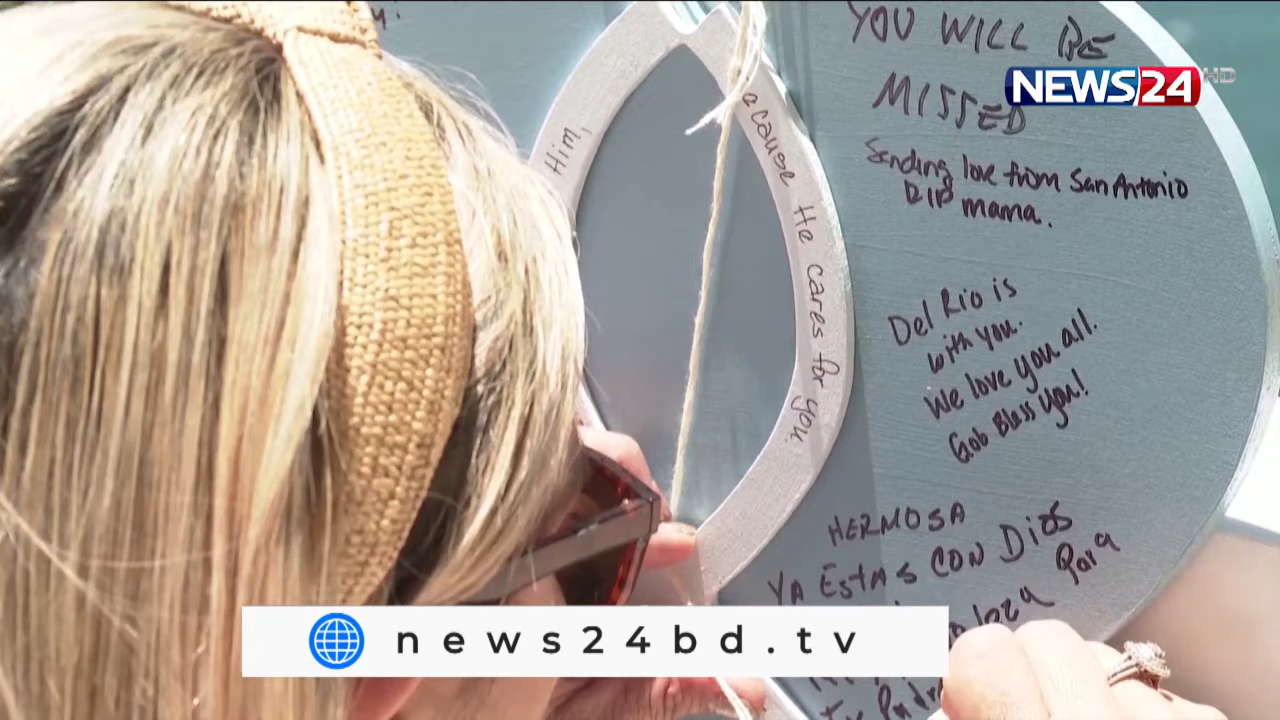 YOU WILL BE
MISSED
Sending love from San Antonio
RIP mama.
NEWS24 HD
Him,
acause He cares for you
Del Rio is
with you.
We love you all.
God Bless You!
HERMOSA
YA EStAS CON DiOS
Para
news24bd.tv